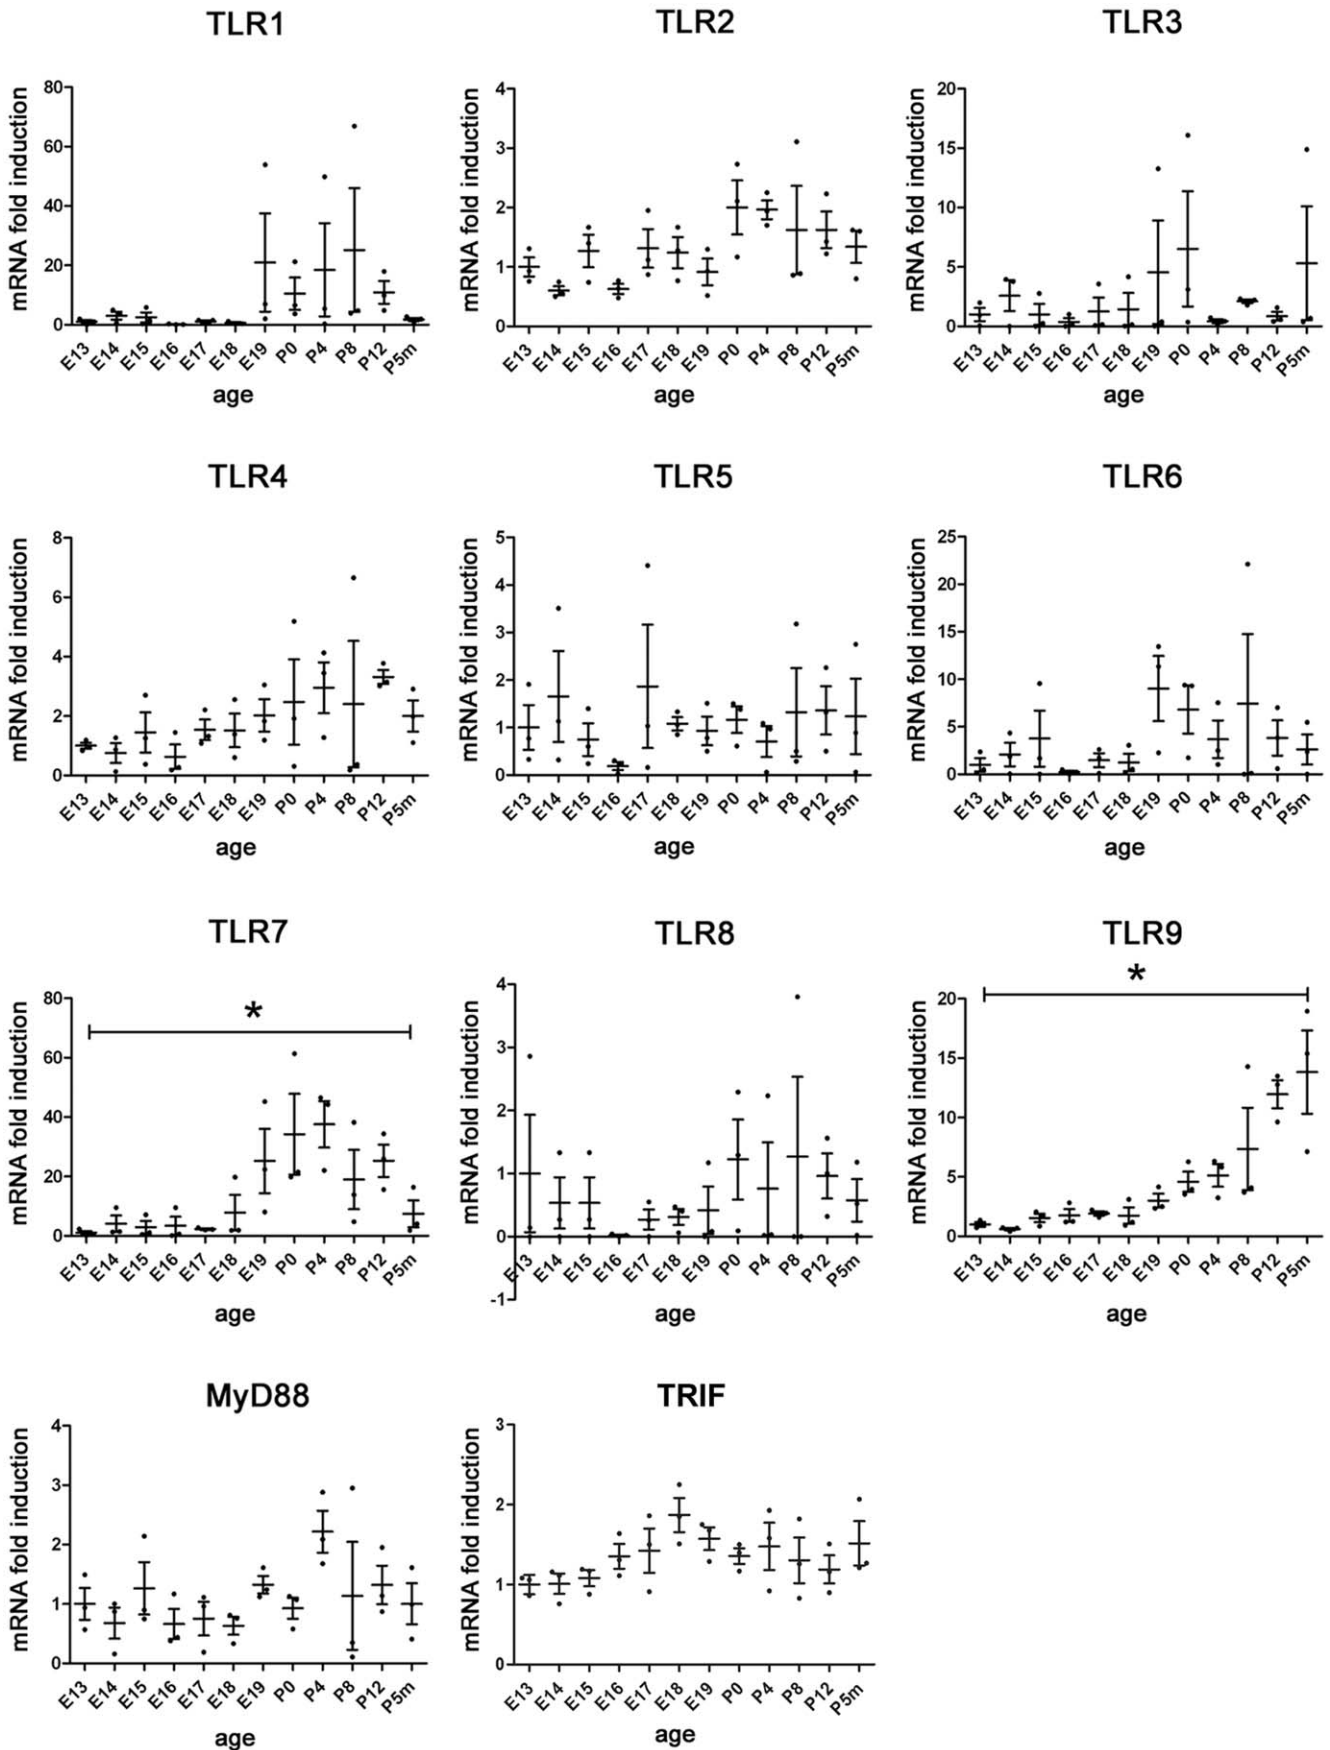 TLR1
TLR2
TLR3
mRNA fold induction
80
60
40
20
0
E13 E14 E15 E16 E17 E18 E19 P0 P4 P8 P12 P5m
age
mRNA fold induction
4
3
2
1
0
E13 E14 E15 E16 E17 E18 E19 P0 P4 P8 P12 P5m
age
mRNA fold induction
20
15
10
5
0
E13 E14 E15 E16 E17 E18 E19 P0 P4 P8 P12 P5m
age
TLR4
TLR5
TLR6
mRNA fold induction
8
6
4
2
0
E13 E14 E15 E16 E17 E18 E19 P0 P4 P8 P12 P5m
age
mRNA fold induction
5
4
3
2
1
0
E13 E14 E15 E16 E17 E18 E19 P0 P4 P8 P12 P5m
age
mRNA fold induction
25
20
15
10
5
0
E13 E14 E15 E16 E17 E18 E19 P0 P4 P8 P12 P5m
age
TLR7
TLR8
TLR9
mRNA fold induction
80
60
40
20
0
*
E13 E14 E15 E16 E17 E18 E19 P0 P4 P8 P12 P5m
age
mRNA fold induction
4
3
2
1
0
-1
E13 E14 E15 E16 E17 E18 E19 P0 P4 P8 P12 P5m
age
mRNA fold induction
20
15
10
5
0
*
E13 E14 E15 E16 E17 E18 E19 P0 P4 P8 P12 P5m
age
MyD88
TRIF
mRNA fold induction
4
3
2
1
0
E13 E14 E15 E16 E17 E18 E19 P0 P4 P8 P12 P5m
age
mRNA fold induction
3
2
1
0
E13 E14 E15 E16 E17 E18 E19 P0 P4 P8 P12 P5m
age